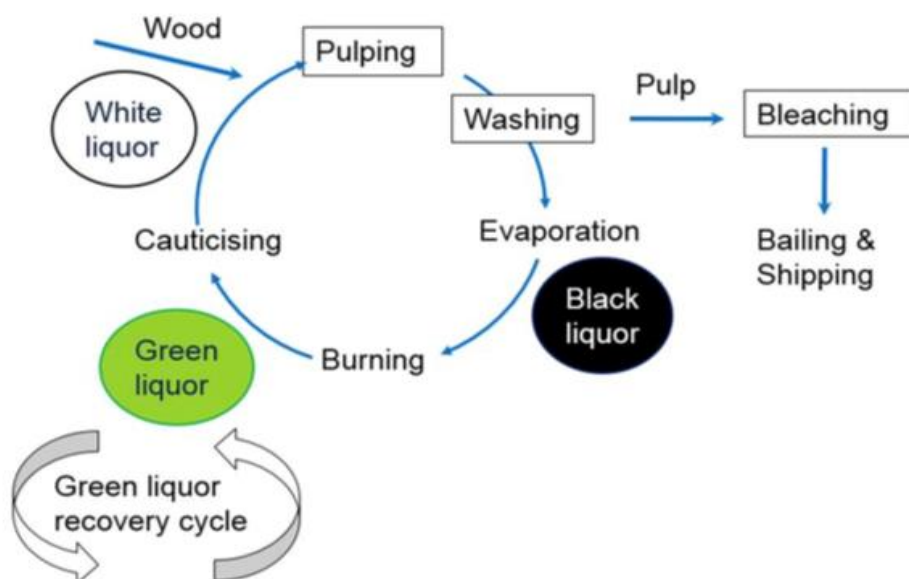 Wood
Pulping
White
liquor
Washing
Pulp
Bleaching
Cauticising
Evaporation
Bailing &
Shipping
Black
liquor
Green
liquor
Burning
Green liquor
recovery cycle